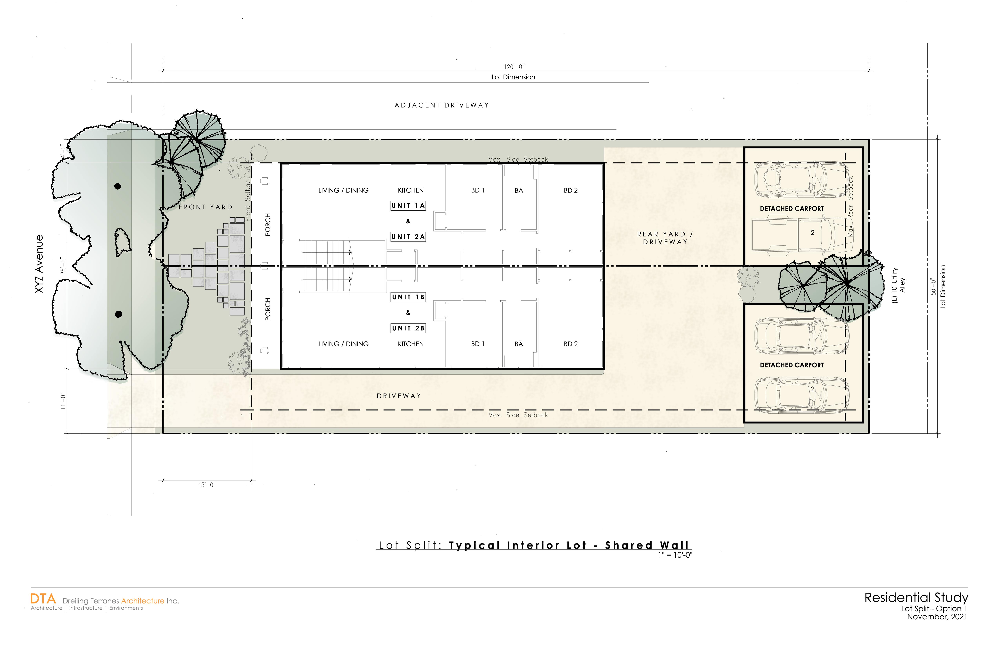 120'-0"
Lot Dimension
ADJACENT DRIVEWAY
4'-0"
Max. Side Setback
Front Setback
Max. Rear Setback
LIVING / DINING
KITCHEN
BD 1
BA
BD 2
1
UNIT 1A
&
UNIT 2A
FRONT YARD
PORCH
DETACHED CARPORT
2
REAR YARD /
DRIVEWAY
XYZ Avenue
35'-0"
(E) 10' Utility
Alley
50'-0"
Lot Dimension
UNIT 1B
&
UNIT 2B
PORCH
LIVING / DINING
KITCHEN
BD 1
BA
BD 2
1
DETACHED CARPORT
2
11'-0"
DRIVEWAY
Max. Side Setback
15'-0"
Lot Split: Typical Interior Lot - Shared Wall
1" = 10'-0"
DTA Dreiling Terrones Architecture Inc.
Architecture | Infrastructure | Environments
Residential Study
Lot Split - Option 1
November, 2021